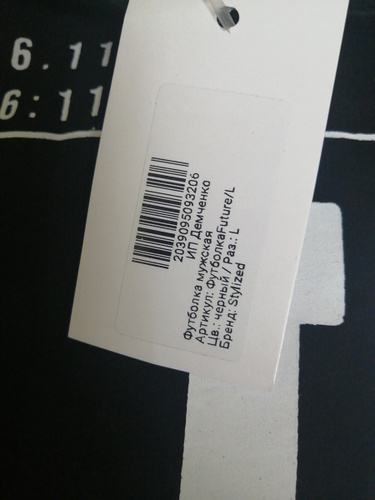 6.11
6:11
2039095093206
ИП Демченко
Футболка мужская
Артикул: ФутболкаFuture/L
Цв.: черный / Раз.: L
Бренд: Stylized